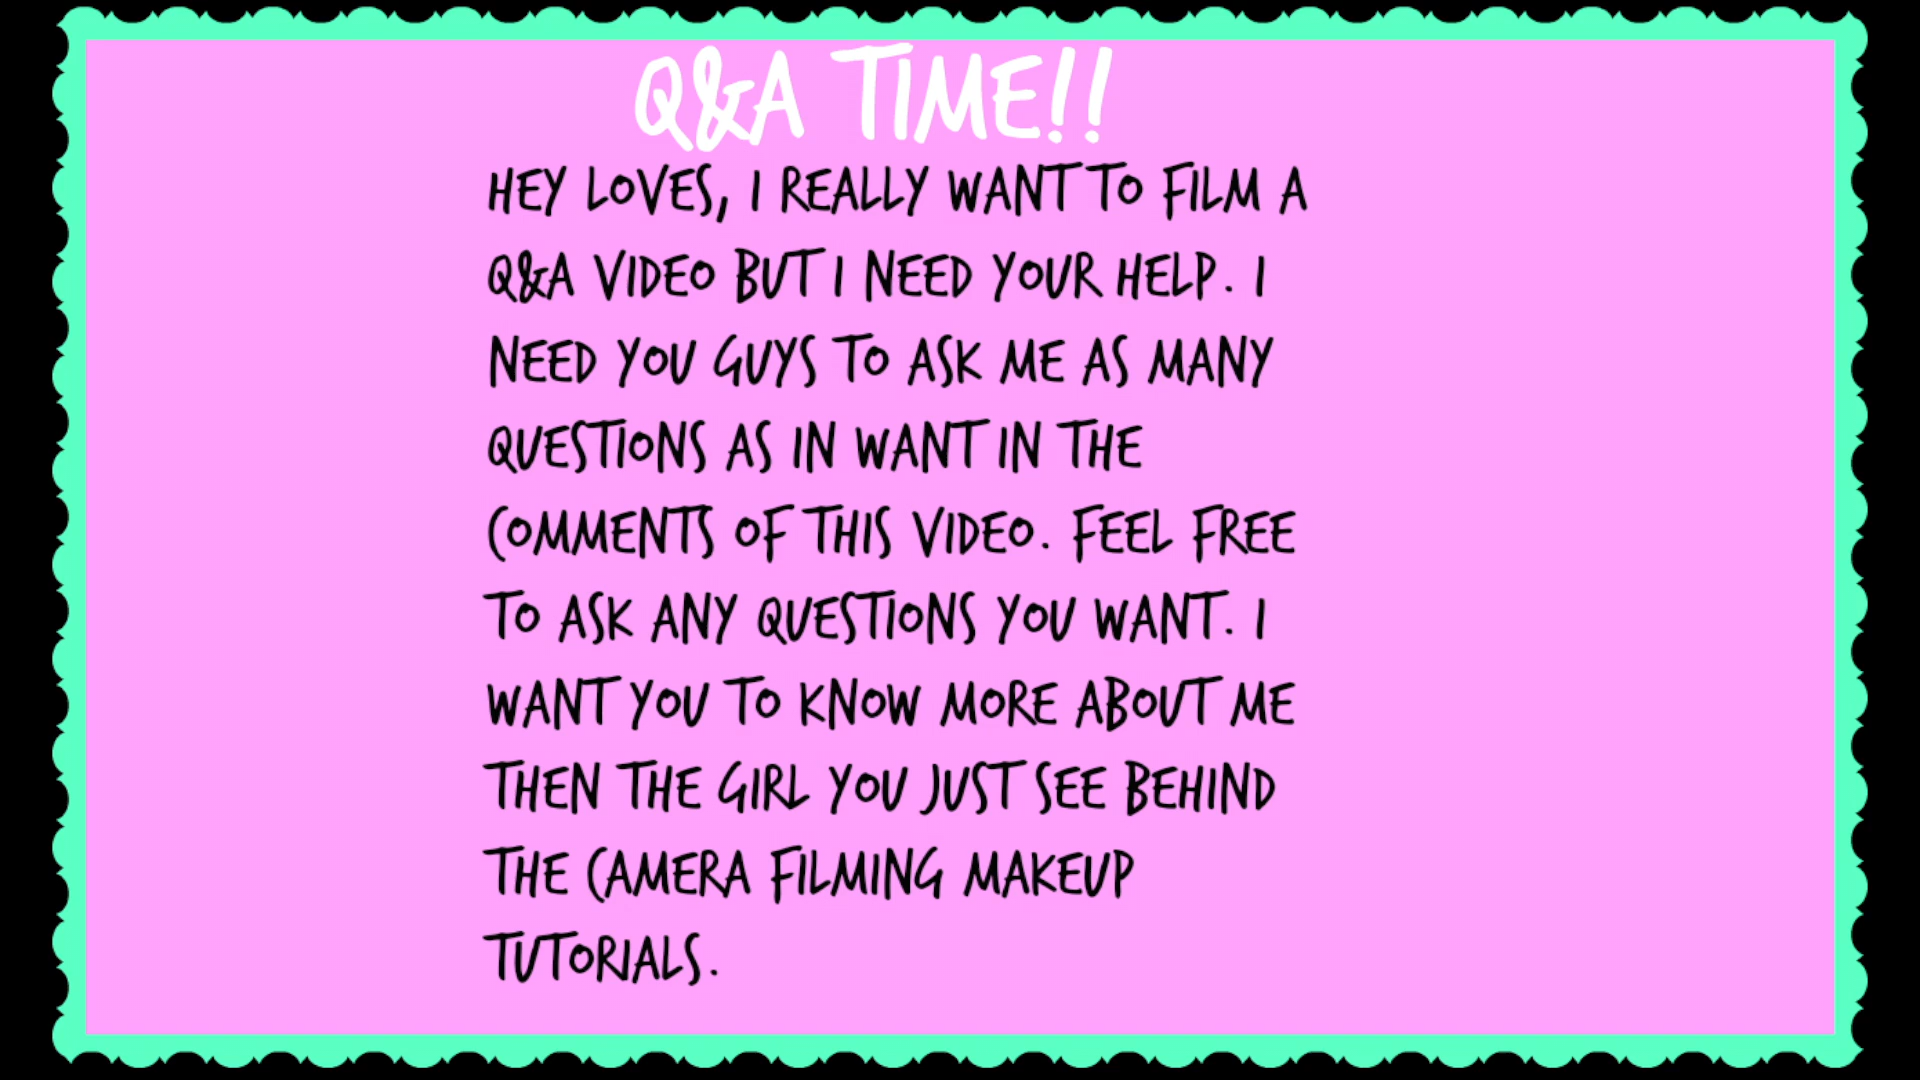 Q&A TIME!!
HEY LOVES, I REALLY WANT TO FILM A
Q&A VIDEO BUT I NEED YOUR HELP. I
NEED YOU GUYS TO ASK ME AS MANY
QUESTIONS AS IN WANT IN THE
COMMENTS OF THIS VIDEO. FEEL FREE
TO ASK ANY QUESTIONS YOU WANT. I
WANT YOU TO KNOW MORE ABOUT ME
THEN THE GIRL YOU JUST SEE BEHIND
THE CAMERA FILMING MAKEUP
TUTORIALS.